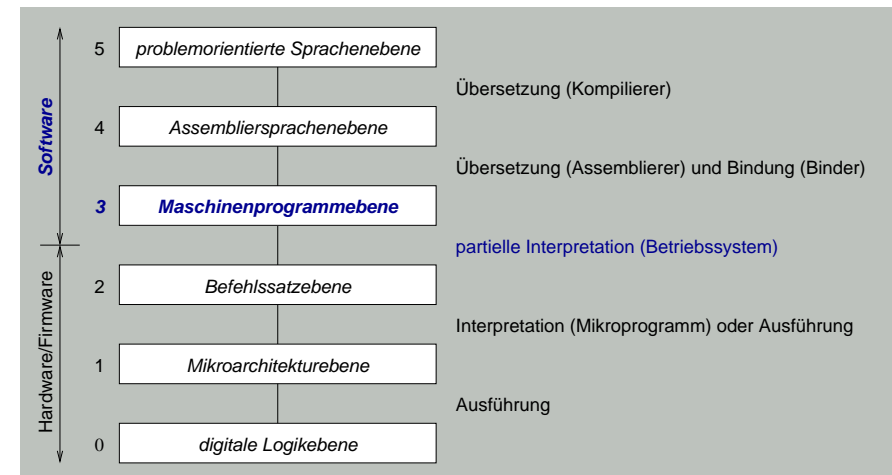 5 problemorientierte Sprachenebene
Übersetzung (Kompilierer)
4 Assembliersprachenebene
Übersetzung (Assemblierer) und Bindung (Binder)
3 Maschinenprogrammebene
partielle Interpretation (Betriebssystem)
2 Befehlssatzebene
Interpretation (Mikroprogramm) oder Ausführung
1 Mikroarchitekturebene
Ausführung
0 digitale Logikebene
Software
Hardware/Firmware